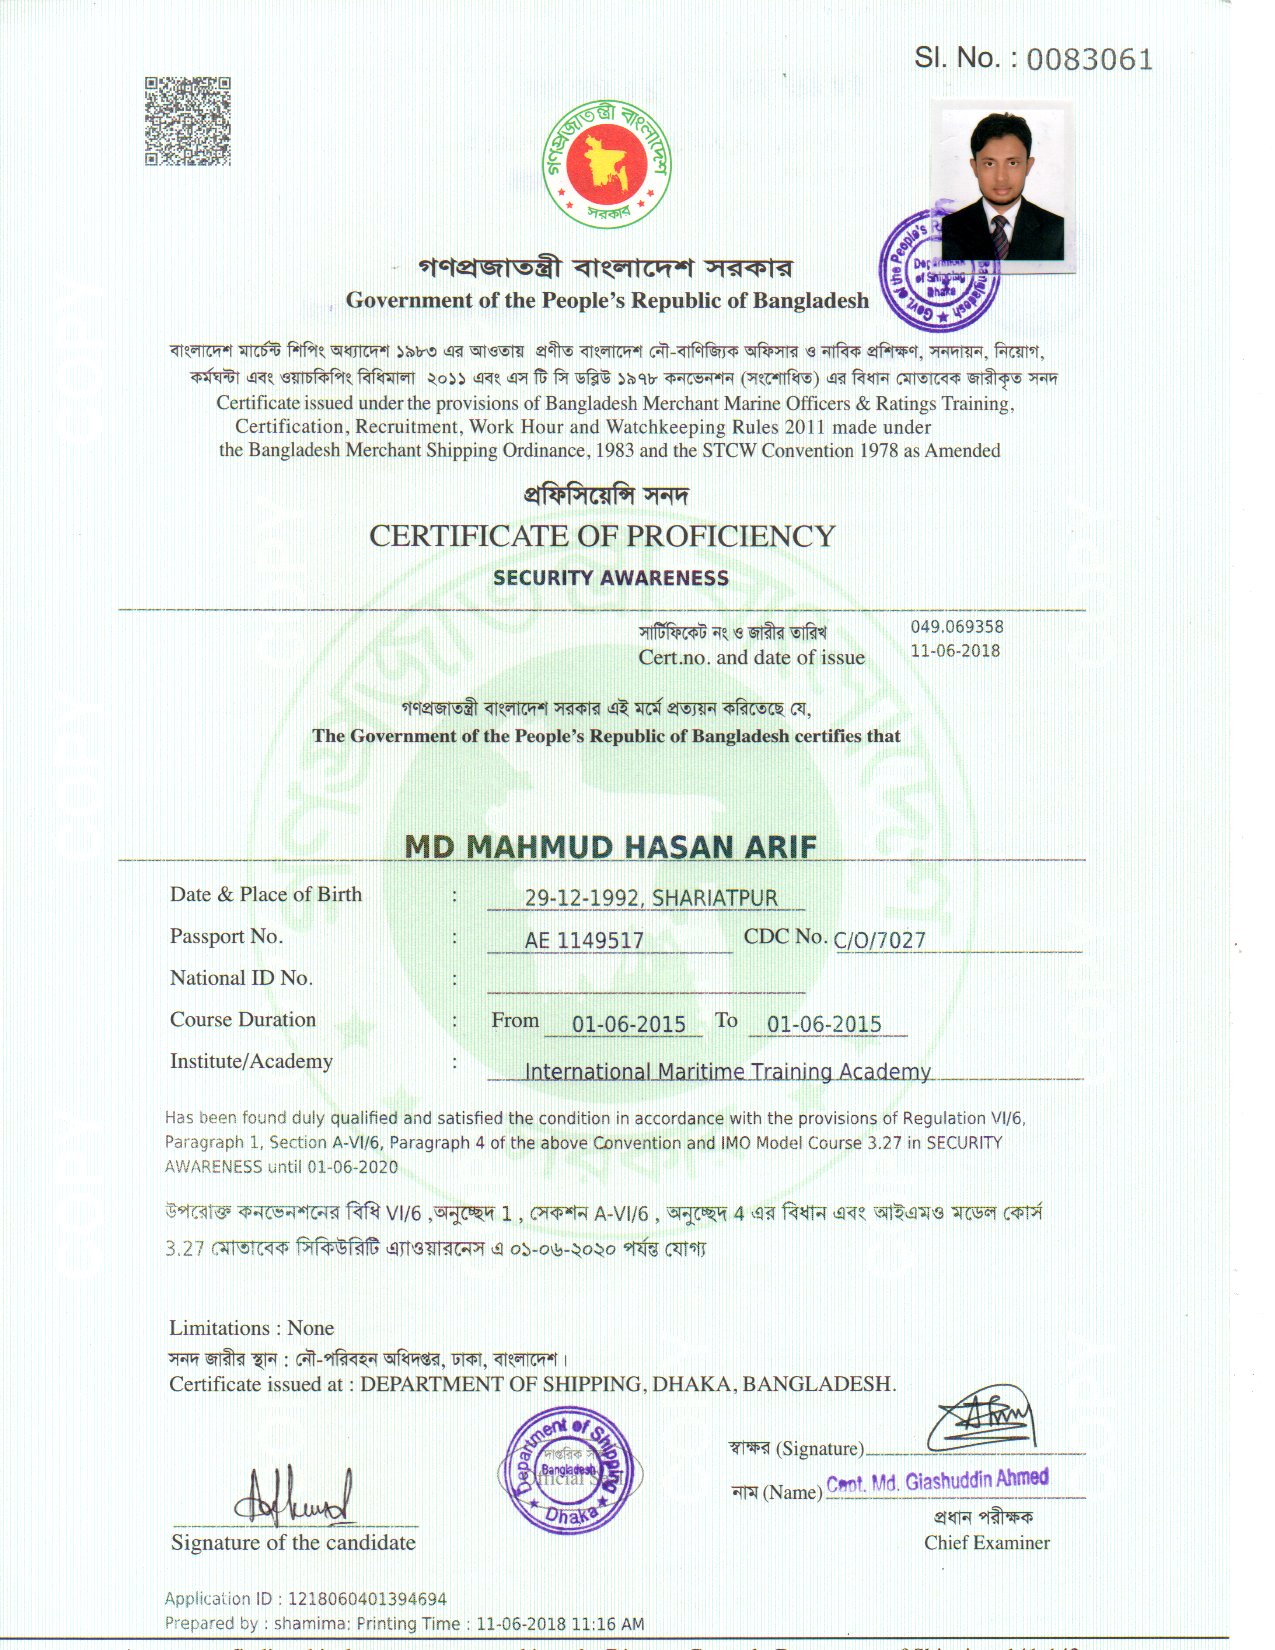 Sl. No. : 0083061
গণপ্রজাতন্ত্রী বাংলাদেশ
সরকার
Govt. of the People's
Bangladesh
Department
of Shipping
Dhaka
গণপ্রজাতন্ত্রী বাংলাদেশ সরকার
Government of the People's Republic of Bangladesh
বাংলাদেশ মার্চেন্ট শিপিং অধ্যাদেশ ১৯৮৩ এর আওতায় প্রণীত বাংলাদেশ নৌ-বাণিজ্যিক অফিসার ও নাবিক প্রশিক্ষণ, সনদায়ন, নিয়োগ,
কর্মঘন্টা এবং ওয়াচকিপিং বিধিমালা ২০১১ এবং এস টি সি ডব্লিউ ১৯৭৮ কনভেনশন (সংশোধিত) এর বিধান মোতাবেক জারীকৃত সনদ
Certificate issued under the provisions of Bangladesh Merchant Marine Officers & Ratings Training,
Certification, Recruitment, Work Hour and Watchkeeping Rules 2011 made under
the Bangladesh Merchant Shipping Ordinance, 1983 and the STCW Convention 1978 as Amended
প্রফিসিয়েন্সি সনদ
CERTIFICATE OF PROFICIENCY
SECURITY AWARENESS
সার্টিফিকেট নং ও জারীর তারিখ 049.069358
Cert.no. and date of issue 11-06-2018
গণপ্রজাতন্ত্রী বাংলাদেশ সরকার এই মর্মে প্রত্যয়ন করিতেছে যে,
The Government of the People's Republic of Bangladesh certifies that
MD MAHMUD HASAN ARIF
Date & Place of Birth : 29-12-1992, SHARIATPUR
Passport No. : AE 1149517 CDC No. C/O/7027
National ID No. :
Course Duration : From 01-06-2015 To 01-06-2015
Institute/Academy : International Maritime Training Academy
Has been found duly qualified and satisfied the condition in accordance with the provisions of Regulation VI/6,
Paragraph 1, Section A-VI/6, Paragraph 4 of the above Convention and IMO Model Course 3.27 in SECURITY
AWARENESS until 01-06-2020
উপরোক্ত কনভেনশনের বিধি VI/6 ,অনুচ্ছেদ 1 , সেকশন A-VI/6 , অনুচ্ছেদ 4 এর বিধান এবং আইএমও মডেল কোর্স
3.27 মোতাবেক সিকিউরিটি এ্যাওয়ারনেস এ ০১-০৬-২০২০ পর্যন্ত যোগ্য
Limitations : None
সনদ জারীর স্থান : নৌ-পরিবহন অধিদপ্তর, ঢাকা, বাংলাদেশ।
Certificate issued at : DEPARTMENT OF SHIPPING, DHAKA, BANGLADESH.
Department of Shipping
দাপ্তরিক
Bangladesh
Official
Dhaka
স্বাক্ষর (Signature)
নাম (Name) Capt. Md. Giashuddin Ahmed
প্রধান পরীক্ষক
Chief Examiner
Signature of the candidate
Application ID : 1218060401394694
Prepared by : shamima: Printing Time : 11-06-2018 11:16 AM